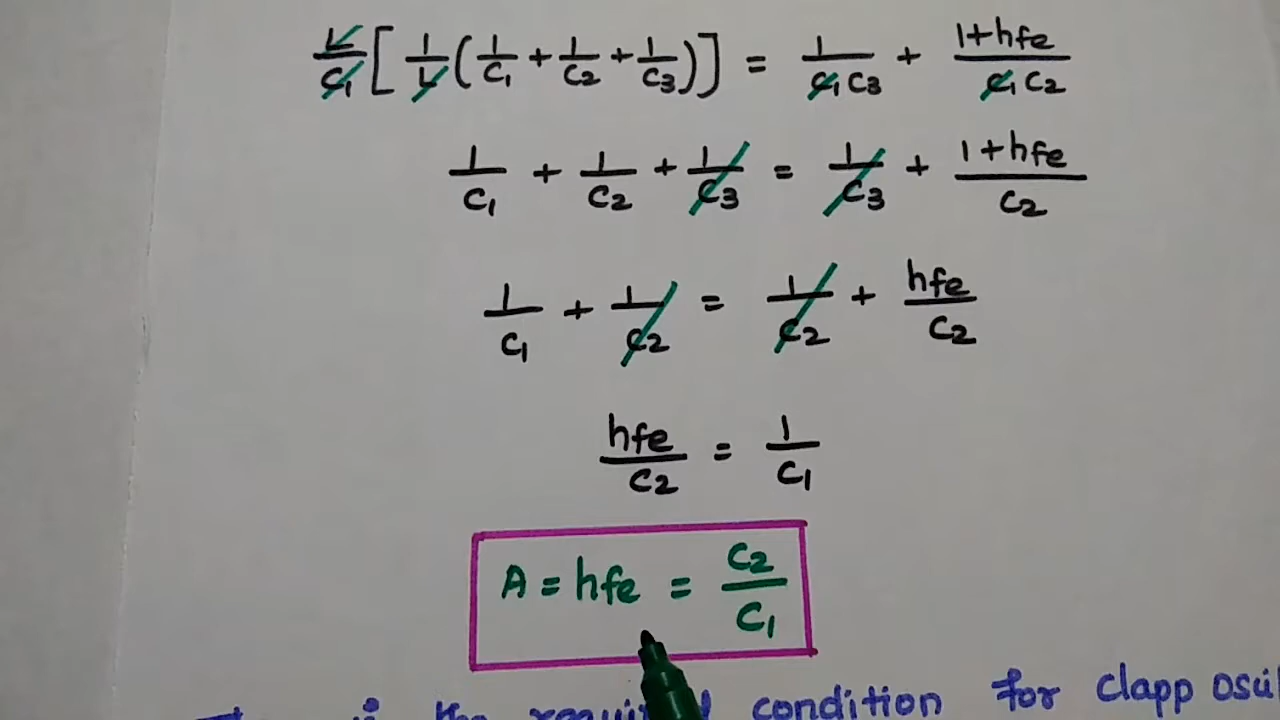 L/C1 [ 1/L ( 1/C1 + 1/C2 + 1/C3 ) ] = 1/C1C3 + 1+hfe/C1C2
1/C1 + 1/C2 + 1/C3 = 1/C3 + 1+hfe/C2
1/C1 + 1/C2 = 1/C2 + hfe/C2
hfe/C2 = 1/C1
A = hfe = C2/C1
condition for clapp